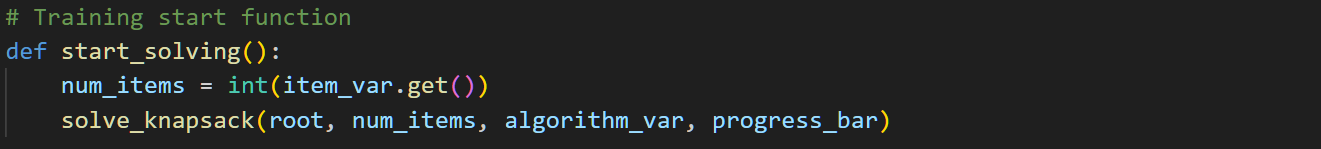 # Training start function
def start_solving():
    num_items = int(item_var.get())
    solve_knapsack(root, num_items, algorithm_var, progress_bar)